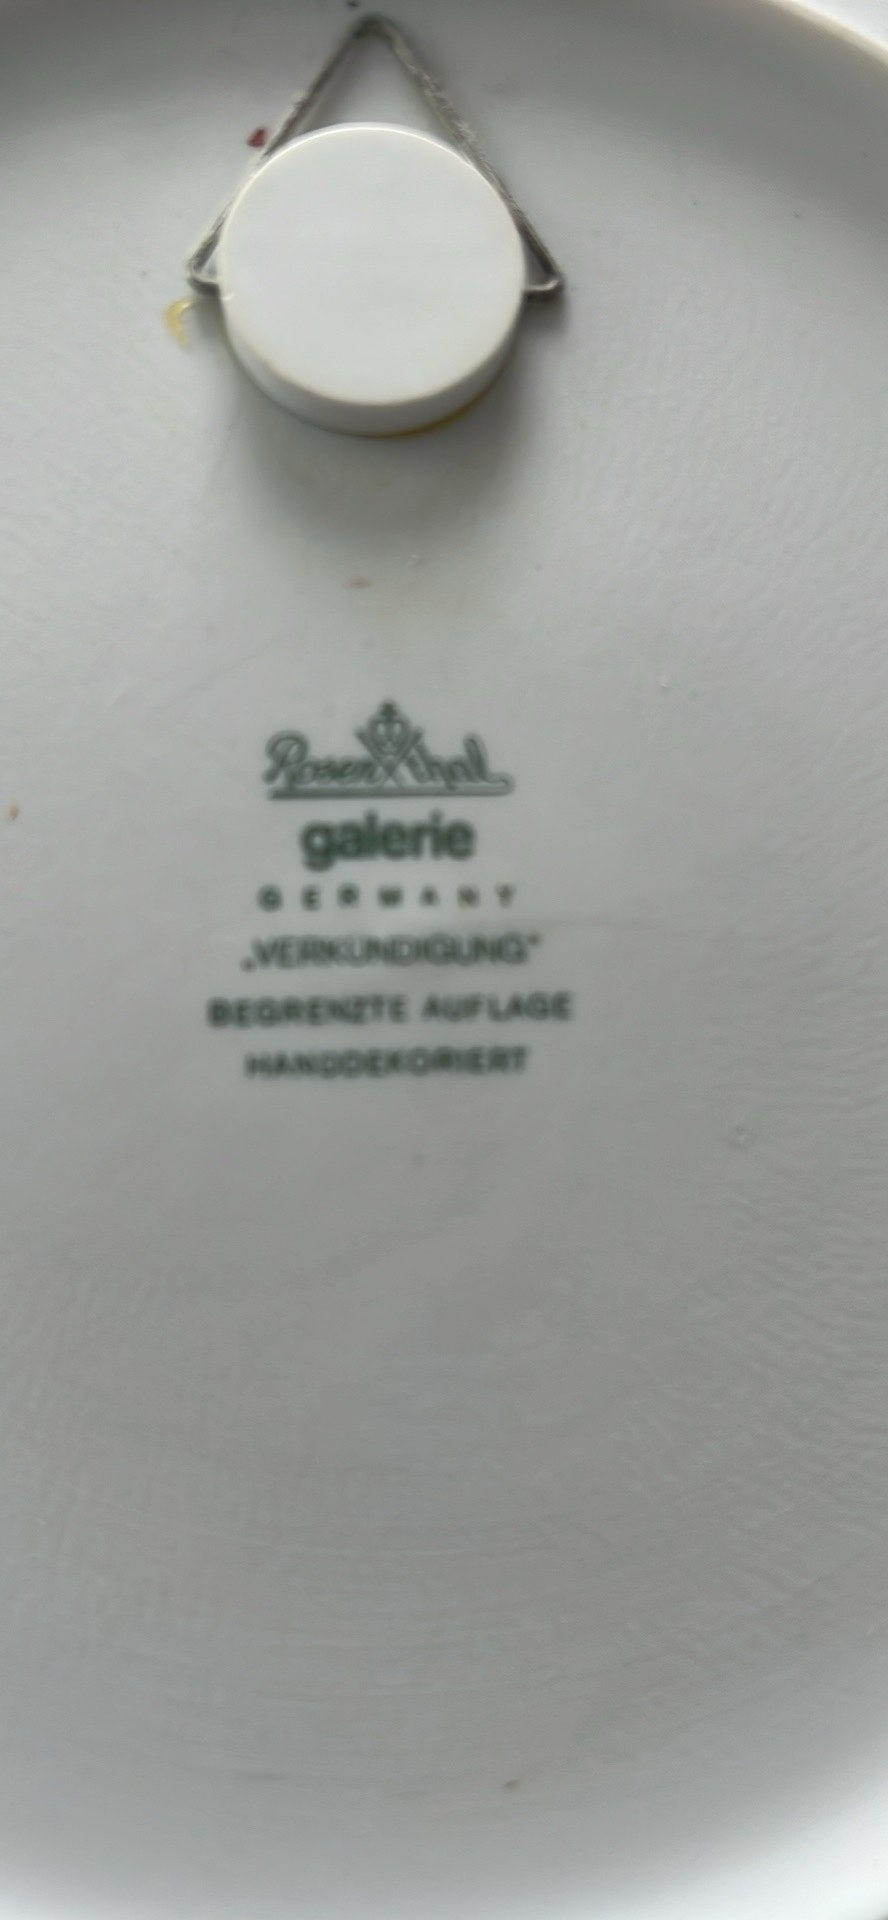 Rosenthal
galerie
GERMANY
„VERKÜNDIGUNG“
BEGRENZTE AUFLAGE
HANDDEKORIERT